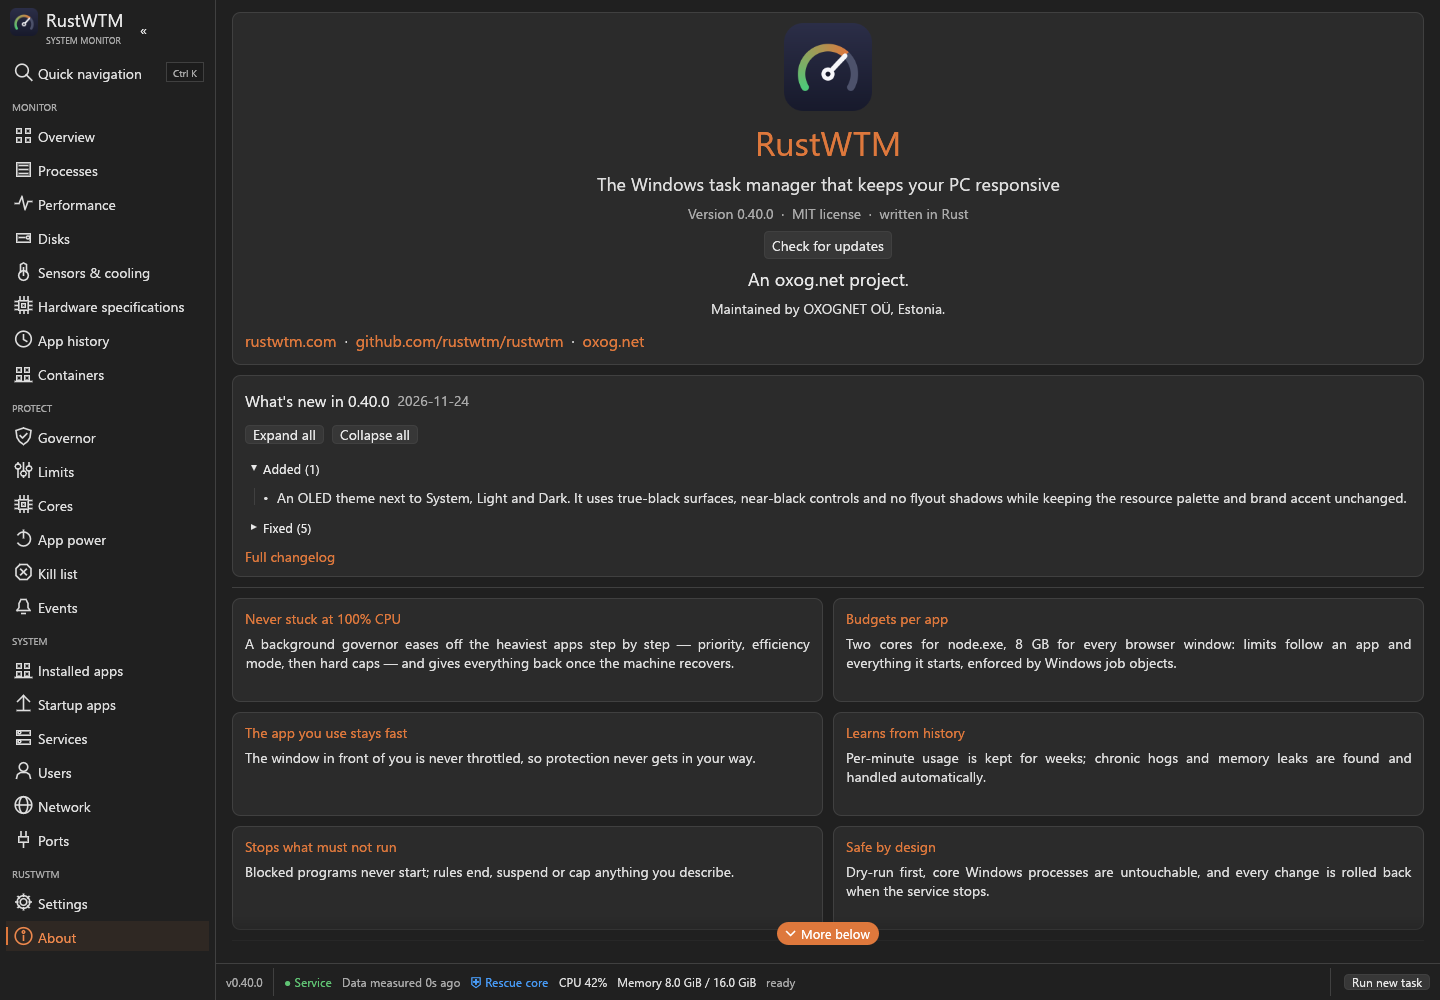 RustWTM
SYSTEM MONITOR
«
Quick navigation
Ctrl K
MONITOR
Overview
Processes
Performance
Disks
Sensors & cooling
Hardware specifications
App history
Containers
PROTECT
Governor
Limits
Cores
App power
Kill list
Events
SYSTEM
Installed apps
Startup apps
Services
Users
Network
Ports
RUSTWTM
Settings
About
RustWTM
The Windows task manager that keeps your PC responsive
Version 0.40.0 · MIT license · written in Rust
Check for updates
An oxog.net project.
Maintained by OXOGNET OÜ, Estonia.
rustwtm.com · github.com/rustwtm/rustwtm · oxog.net
What's new in 0.40.0 2026-11-24
Expand all Collapse all
Added (1)
• An OLED theme next to System, Light and Dark. It uses true-black surfaces, near-black controls and no flyout shadows while keeping the resource palette and brand accent unchanged.
Fixed (5)
Full changelog
Never stuck at 100% CPU
A background governor eases off the heaviest apps step by step — priority, efficiency
mode, then hard caps — and gives everything back once the machine recovers.
Budgets per app
Two cores for node.exe, 8 GB for every browser window: limits follow an app and
everything it starts, enforced by Windows job objects.
The app you use stays fast
The window in front of you is never throttled, so protection never gets in your way.
Learns from history
Per-minute usage is kept for weeks; chronic hogs and memory leaks are found and
handled automatically.
Stops what must not run
Blocked programs never start; rules end, suspend or cap anything you describe.
Safe by design
Dry-run first, core Windows processes are untouchable, and every change is rolled back
when the service stops.
More below
v0.40.0 ● Service Data measured 0s ago Rescue core CPU 42% Memory 8.0 GiB / 16.0 GiB ready
Run new task